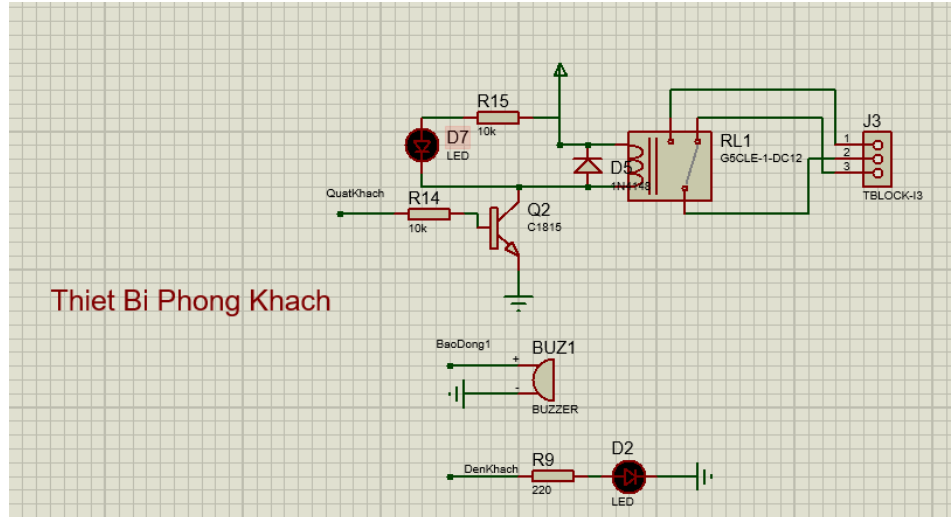 R15
10k
D7
LED
J3
1
2
3
TBLOCK-I3
RL1
G5CLE-1-DC12
D5
1N4148
QuatKhach
R14
10k
Q2
C1815
Thiet Bi Phong Khach
BaoDong1
BUZ1
+
-
BUZZER
DenKhach
R9
220
D2
LED